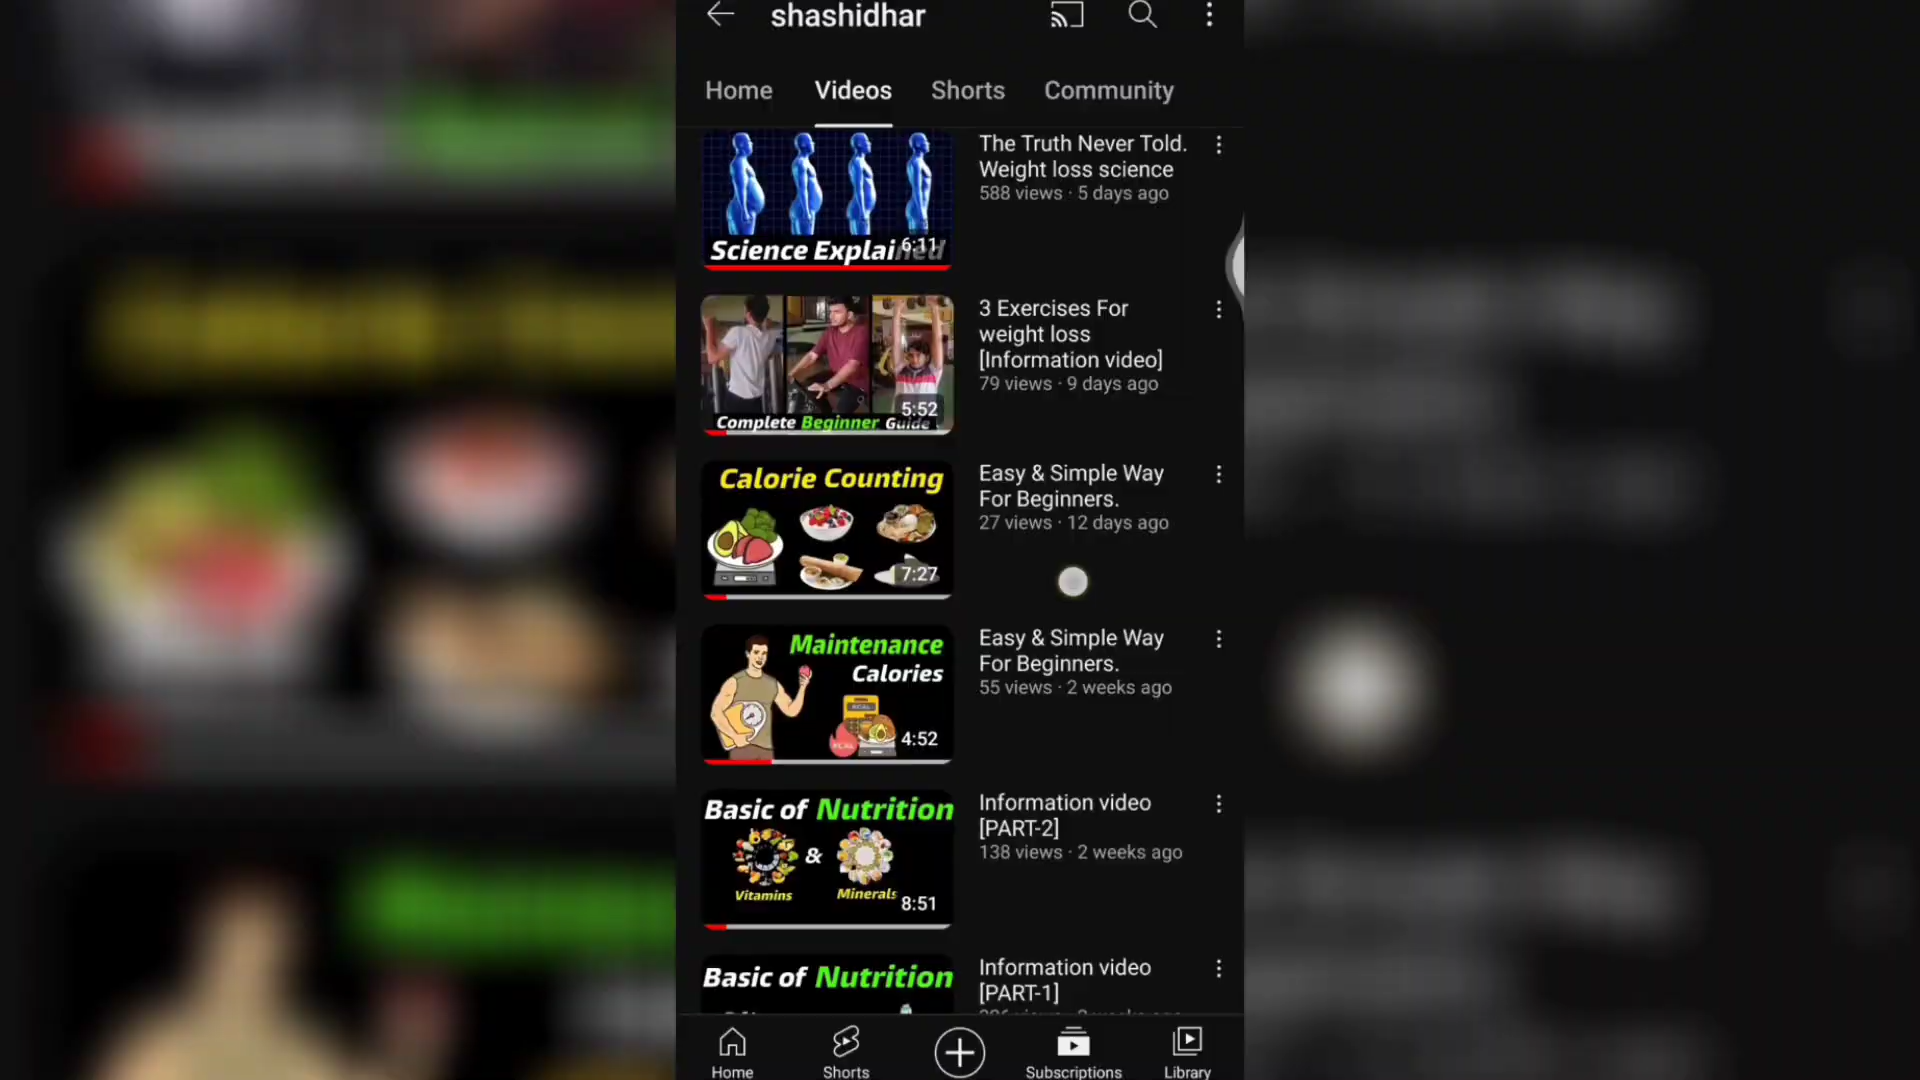 shashidhar
Home
Videos
Shorts
Community
The Truth Never Told.
Weight loss science
588 views · 5 days ago
Science Explained
6:11
3 Exercises For
weight loss
[Information video]
79 views · 9 days ago
5:52
Complete Beginner Guide
Calorie Counting
7:27
Easy & Simple Way
For Beginners.
27 views · 12 days ago
Maintenance
Calories
KCAL
KCAL
4:52
Easy & Simple Way
For Beginners.
55 views · 2 weeks ago
Basic of Nutrition
&
Vitamins
Minerals
8:51
Information video
[PART-2]
138 views · 2 weeks ago
Basic of Nutrition
Information video
[PART-1]
Home
Shorts
Subscriptions
Library